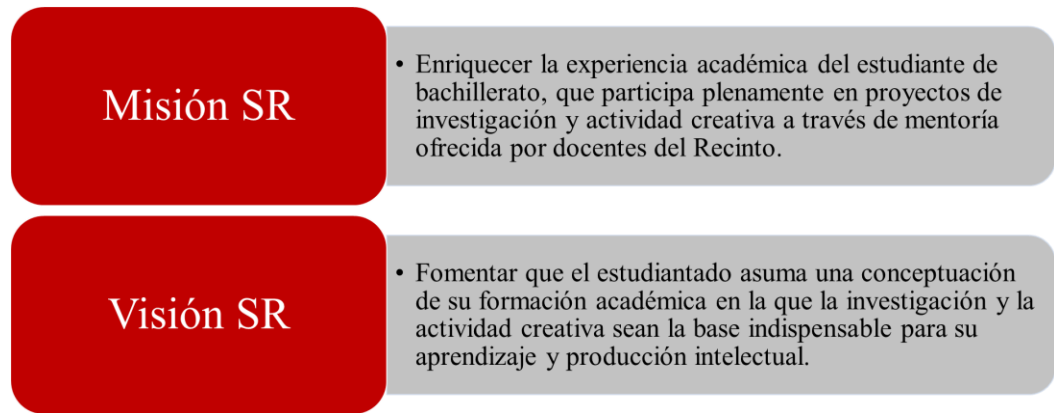 Misión SR
• Enriquecer la experiencia académica del estudiante de
bachillerato, que participa plenamente en proyectos de
investigación y actividad creativa a través de mentoría
ofrecida por docentes del Recinto.
Visión SR
• Fomentar que el estudiantado asuma una conceptuación
de su formación académica en la que la investigación y la
actividad creativa sean la base indispensable para su
aprendizaje y producción intelectual.